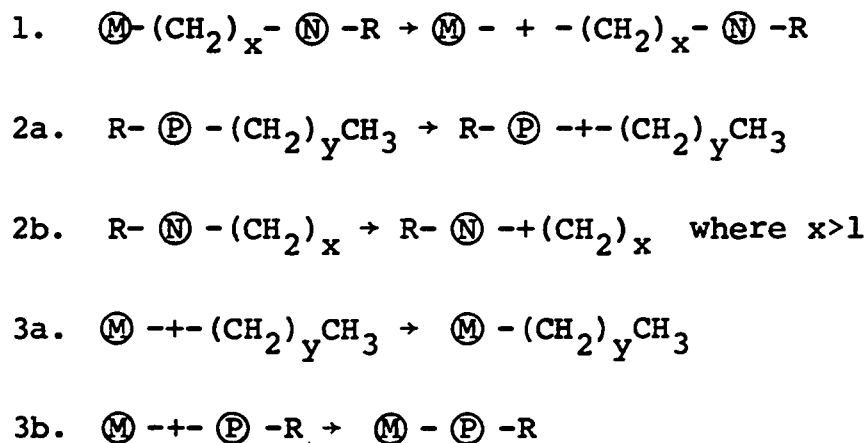 1. Ⓜ-(CH₂)ₓ- Ⓝ -R → Ⓜ - + -(CH₂)ₓ- Ⓝ -R
2a. R- Ⓟ -(CH₂)yCH₃ → R- Ⓟ -+-(CH₂)yCH₃
2b. R- Ⓝ -(CH₂)ₓ → R- Ⓝ -+(CH₂)ₓ where x>1
3a. Ⓜ -+-(CH₂)yCH₃ → Ⓜ -(CH₂)yCH₃
3b. Ⓜ -+- Ⓟ -R → Ⓜ - Ⓟ -R